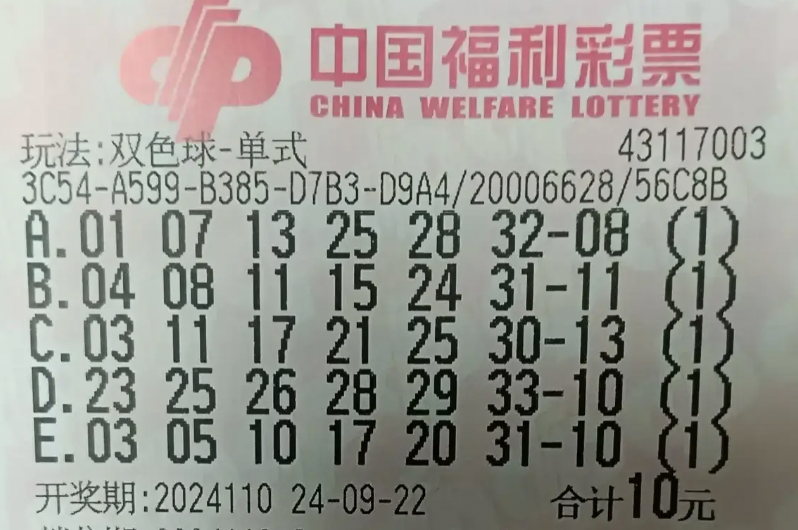 中国福利彩票
CHINA WELFARE LOTTERY
玩法:双色球-单式 43117003
3C54-A599-B385-D7B3-D9A4/20006628/56C8B
A.01 07 13 25 28 32-08 (1)
B.04 08 11 15 24 31-11 (1)
C.03 11 17 21 25 30-13 (1)
D.23 25 26 28 29 33-10 (1)
E.03 05 10 17 20 31-10 (1)
开奖期:2024110 24-09-22 合计10元